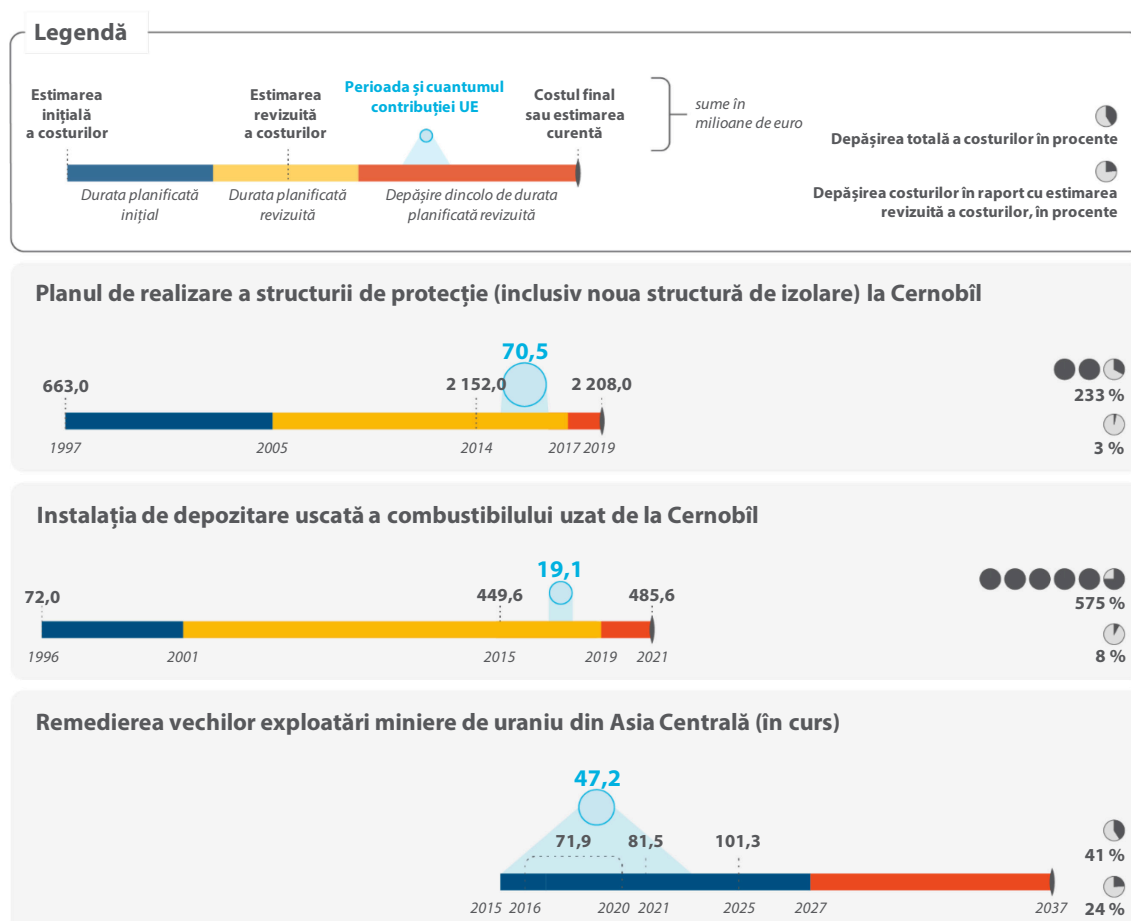 Legendă
Estimarea
inițială
a costurilor
Estimarea
revizuită
a costurilor
Perioada și cuantumul
contribuției UE
Costul final
sau estimarea
curentă
sume în
milioane de euro
Durata planificată
inițial
Durata planificată
revizuită
Depășire dincolo de durata
planificată revizuită
Depășirea totală a costurilor în procente
Depășirea costurilor în raport cu estimarea
revizuită a costurilor, în procente
Planul de realizare a structurii de protecție (inclusiv noua structură de izolare) la Cernobîl
70,5
663,0 2 152,0 2 208,0
1997 2005 2014 2017 2019
233 %
3 %
Instalația de depozitare uscată a combustibilului uzat de la Cernobîl
19,1
72,0 449,6 485,6
1996 2001 2015 2019 2021
575 %
8 %
Remedierea vechilor exploatări miniere de uraniu din Asia Centrală (în curs)
47,2
71,9 81,5 101,3
2015 2016 2020 2021 2025 2027 2037
41 %
24 %